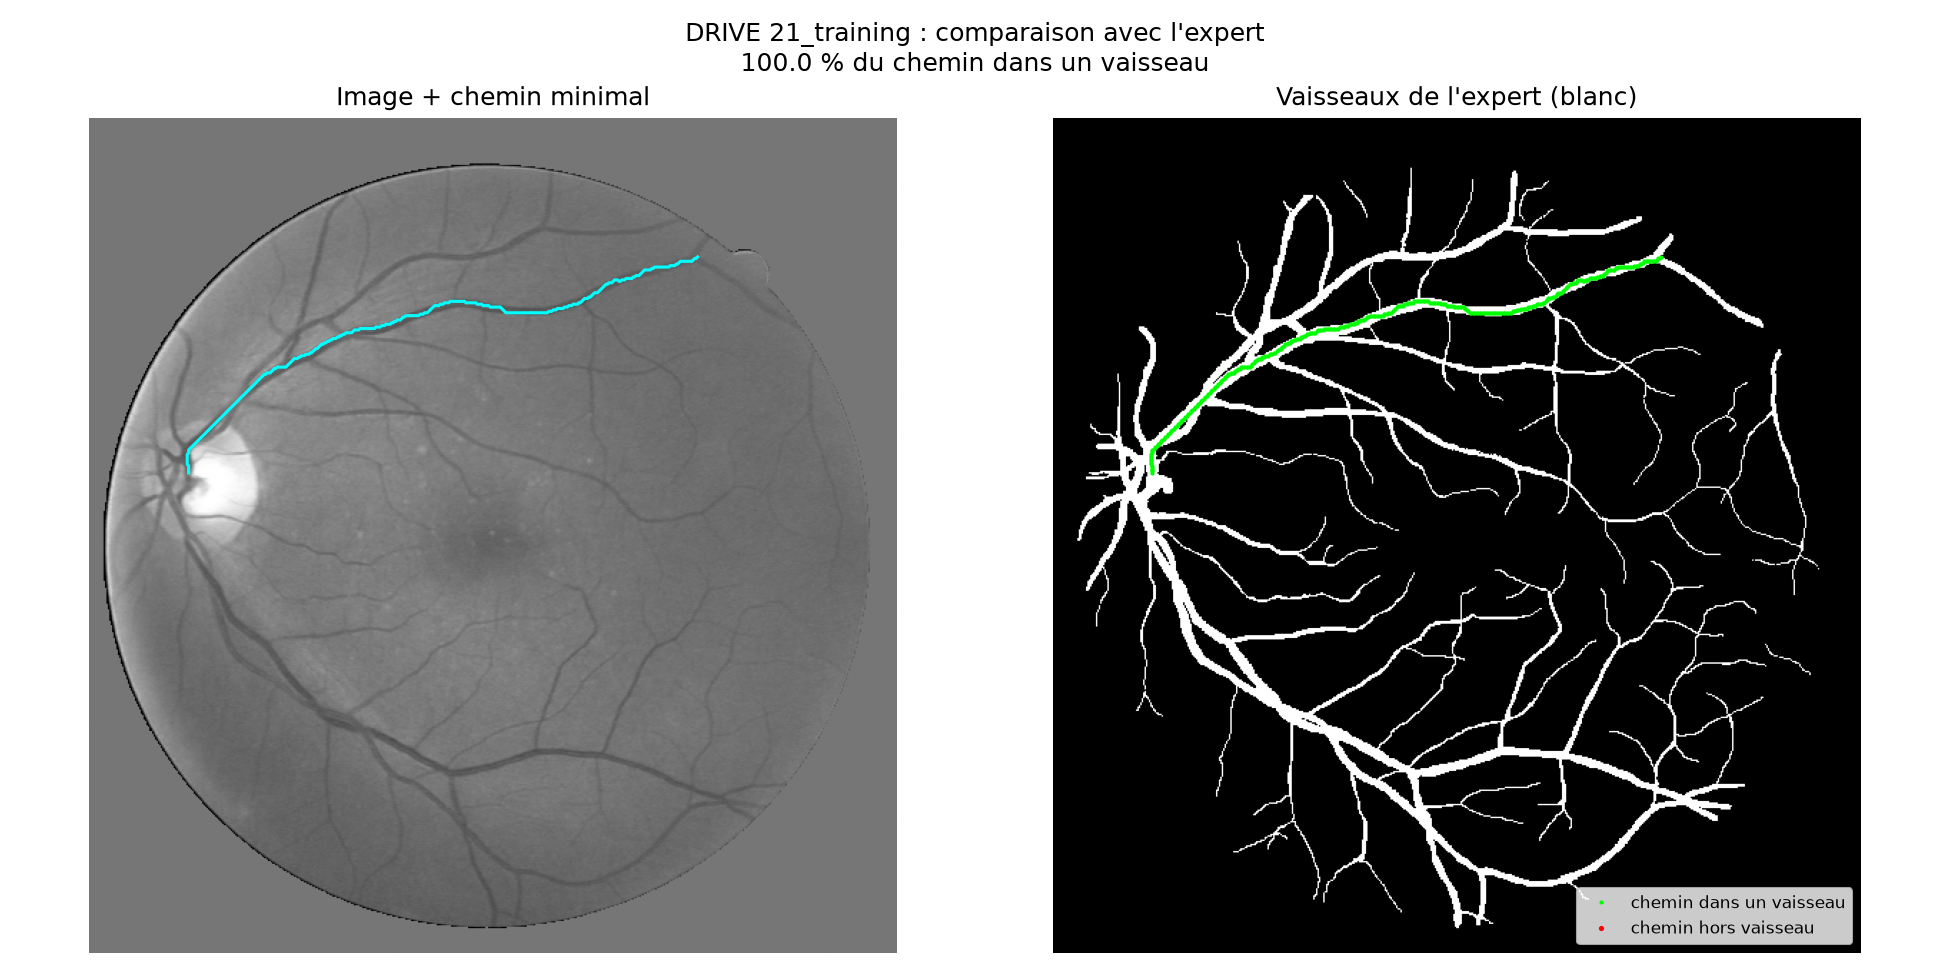 DRIVE 21_training : comparaison avec l'expert
100.0 % du chemin dans un vaisseau
Image + chemin minimal
Vaisseaux de l'expert (blanc)
chemin dans un vaisseau
chemin hors vaisseau